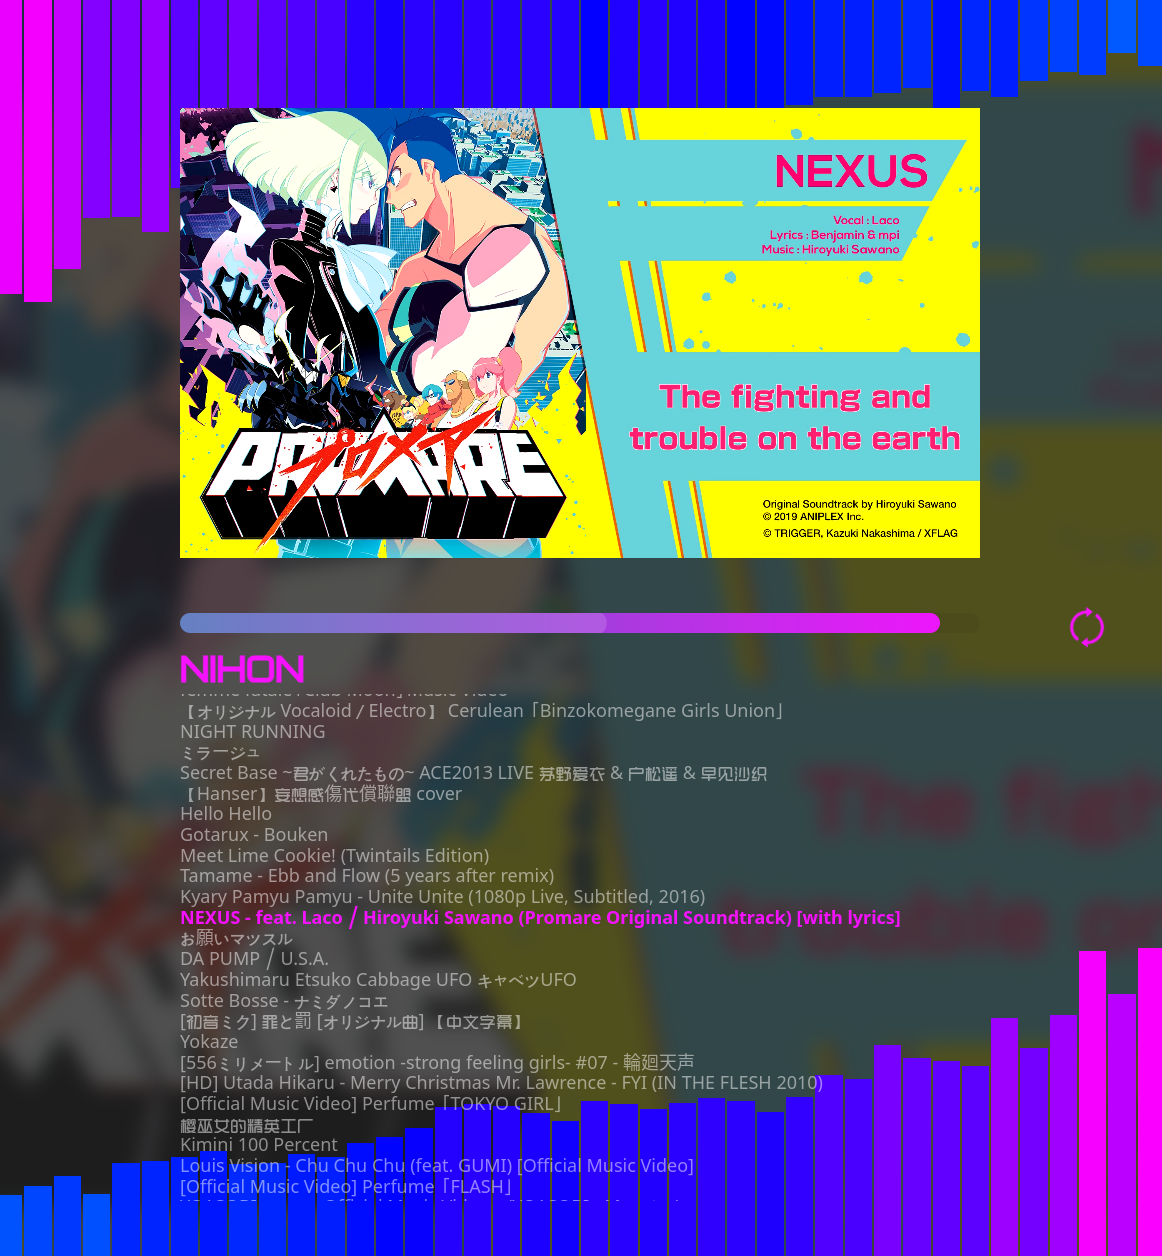 NEXUS
Vocal : Laco
Lyrics : Benjamin & mpi
Music : Hiroyuki Sawano
The fighting and
trouble on the earth
PROMARE
プロメア
Original Soundtrack by Hiroyuki Sawano
© 2019 ANIPLEX Inc.
© TRIGGER, Kazuki Nakashima / XFLAG
NIHON
【オリジナル Vocaloid / Electro】 Cerulean「Binzokomegane Girls Union」
NIGHT RUNNING
ミラージュ
Secret Base ~君がくれたもの~ ACE2013 LIVE 茅野爱衣 & 户松遥 & 早见沙织
【Hanser】妄想感傷代償聯盟 cover
Hello Hello
Gotarux - Bouken
Meet Lime Cookie! (Twintails Edition)
Tamame - Ebb and Flow (5 years after remix)
Kyary Pamyu Pamyu - Unite Unite (1080p Live, Subtitled, 2016)
NEXUS - feat. Laco / Hiroyuki Sawano (Promare Original Soundtrack) [with lyrics]
お願いマッスル
DA PUMP / U.S.A.
Yakushimaru Etsuko Cabbage UFO キャベツUFO
Sotte Bosse - ナミダノコエ
[初音ミク] 罪と罰 [オリジナル曲] 【中文字幕】
Yokaze
[556ミリメートル] emotion -strong feeling girls- #07 - 輪廻天声
[HD] Utada Hikaru - Merry Christmas Mr. Lawrence - FYI (IN THE FLESH 2010)
[Official Music Video] Perfume「TOKYO GIRL」
樱巫女的精英工厂
Kimini 100 Percent
Louis Vision - Chu Chu Chu (feat. GUMI) [Official Music Video]
[Official Music Video] Perfume「FLASH」